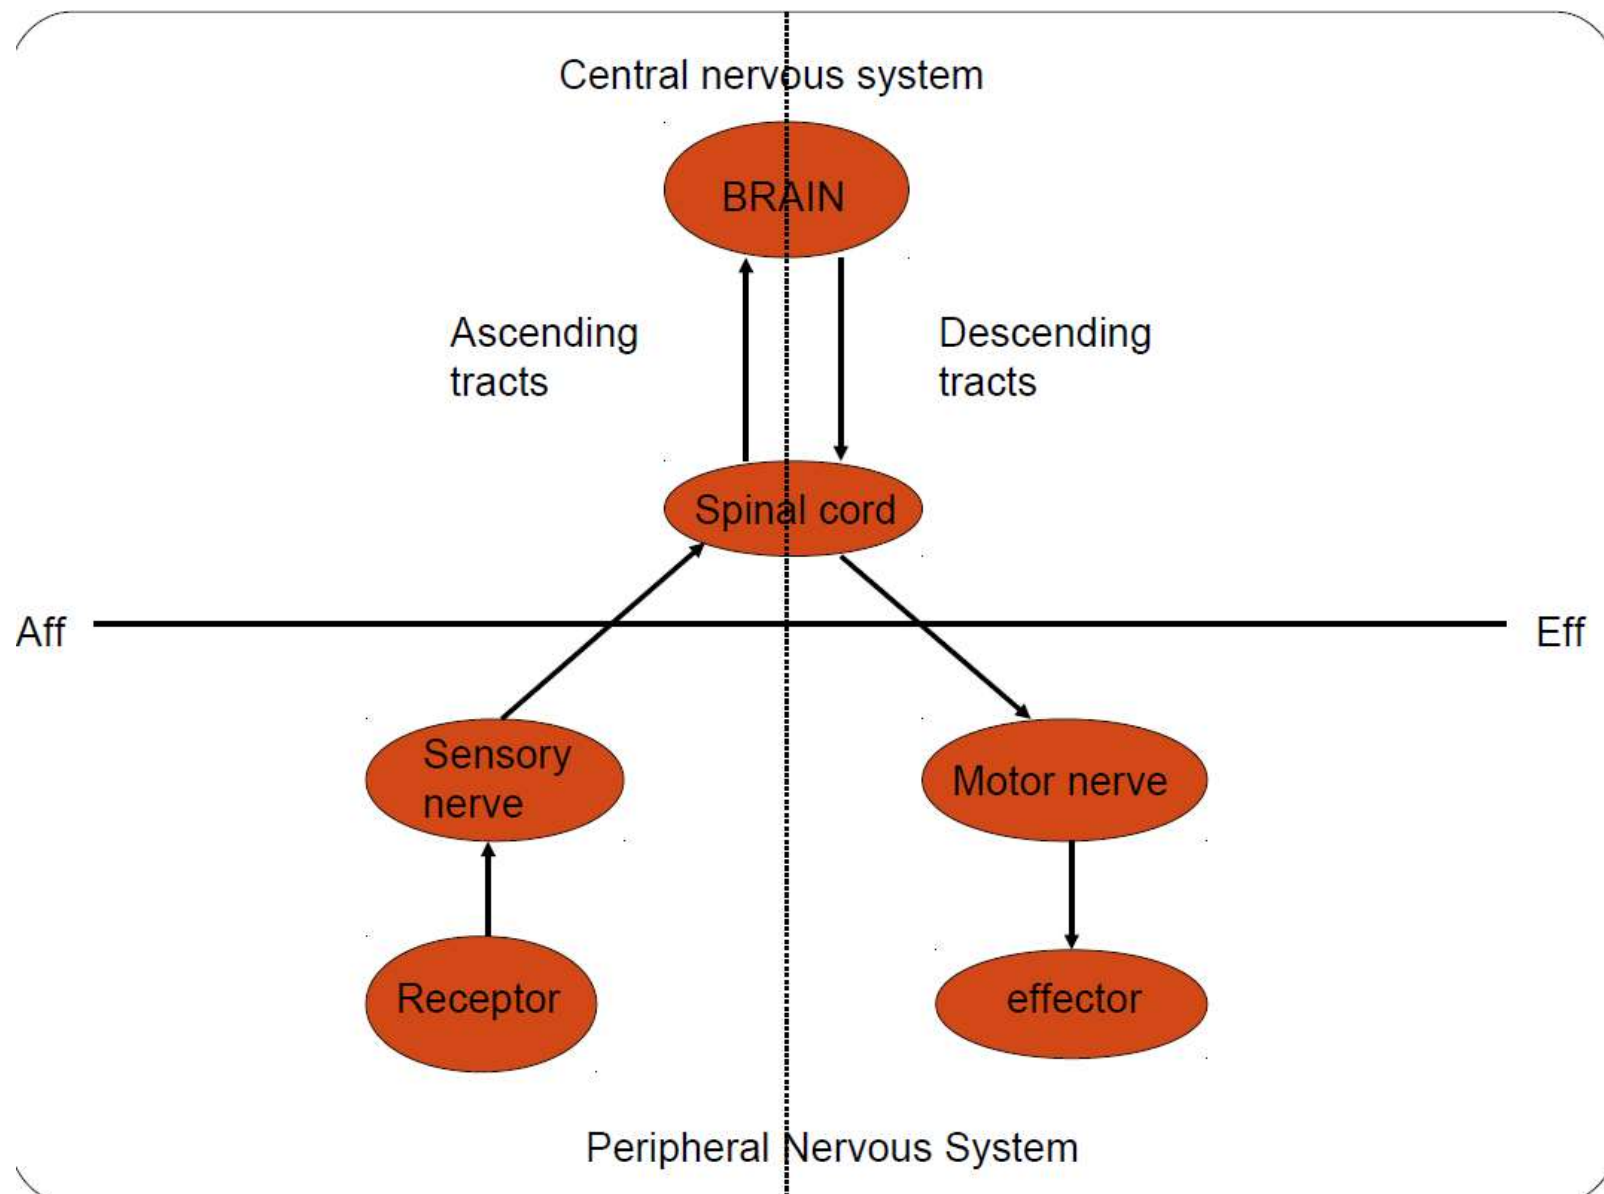 Central nervous system
BRAIN
Ascending
tracts
Descending
tracts
Spinal cord
Aff
Eff
Sensory
nerve
Motor nerve
Receptor
effector
Peripheral Nervous System